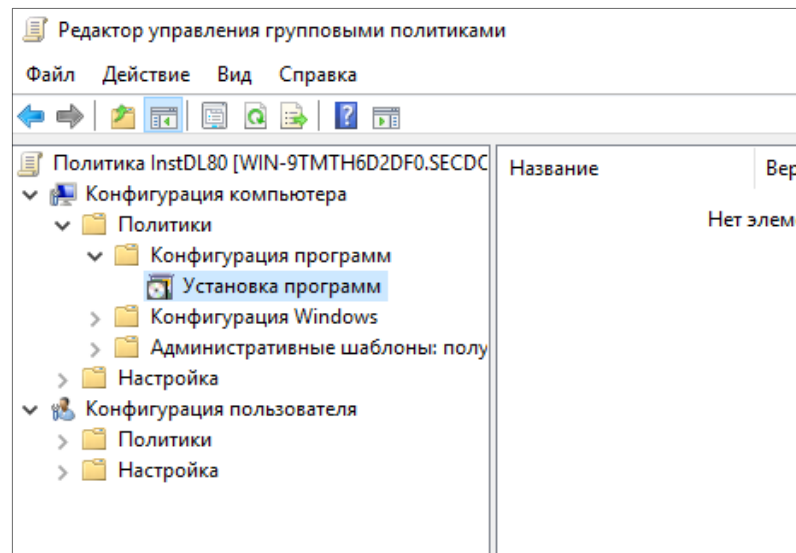 Редактор управления групповыми политиками
Файл Действие Вид Справка
Политика InstDL80 [WIN-9TMTH6D2DF0.SECDC
Название Вер
Конфигурация компьютера
Нет элем
Политики
Конфигурация программ
Установка программ
Конфигурация Windows
Административные шаблоны: полу
Настройка
Конфигурация пользователя
Политики
Настройка